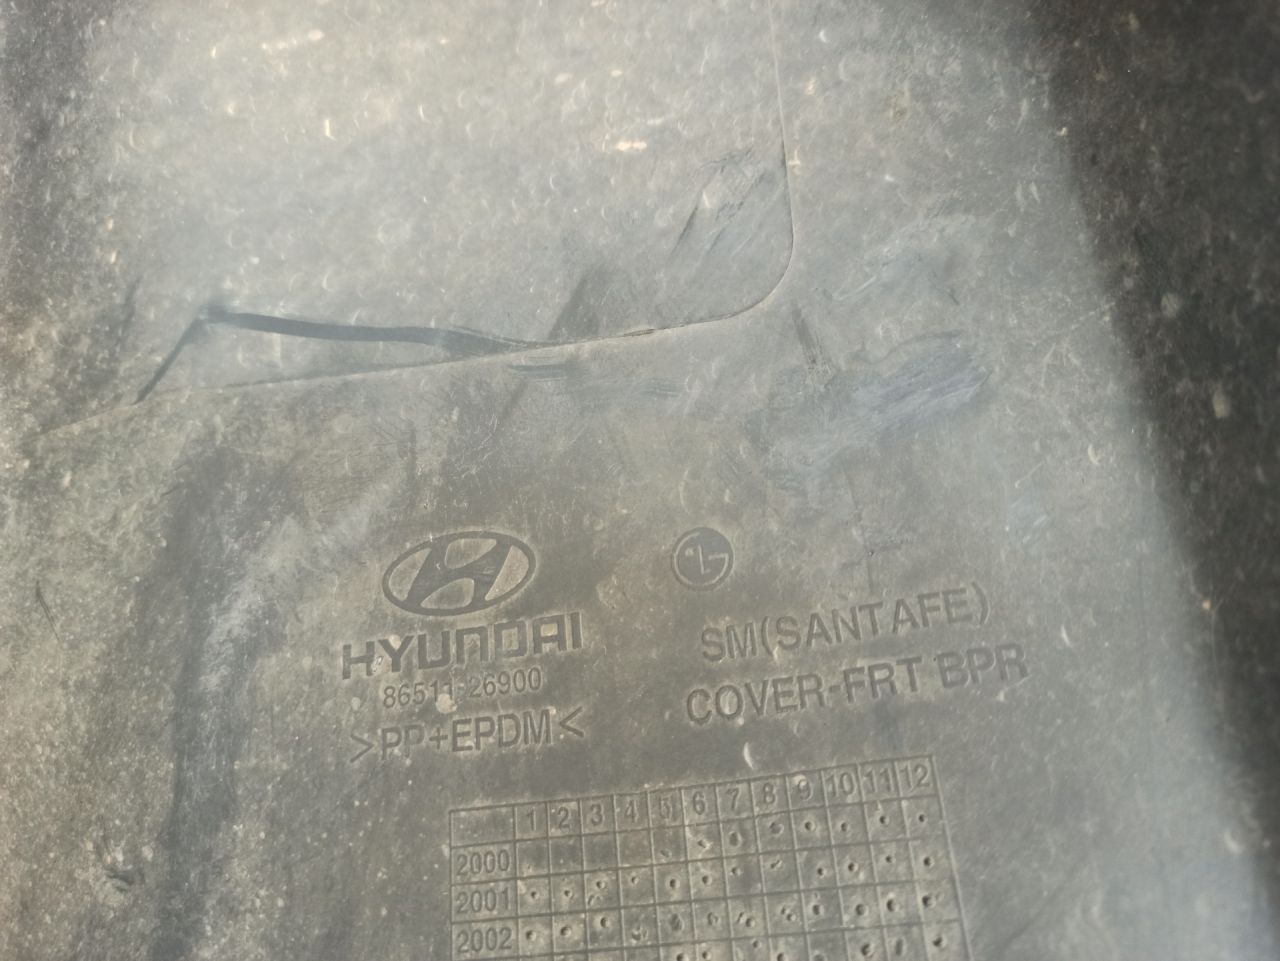 HYUNDAI
86511-26900
>PP+EPDM<
LG
SM(SANTAFE)
COVER-FRT BPR
1 2 3 4 5 6 7 8 9 10 11 12
2000
2001
2002